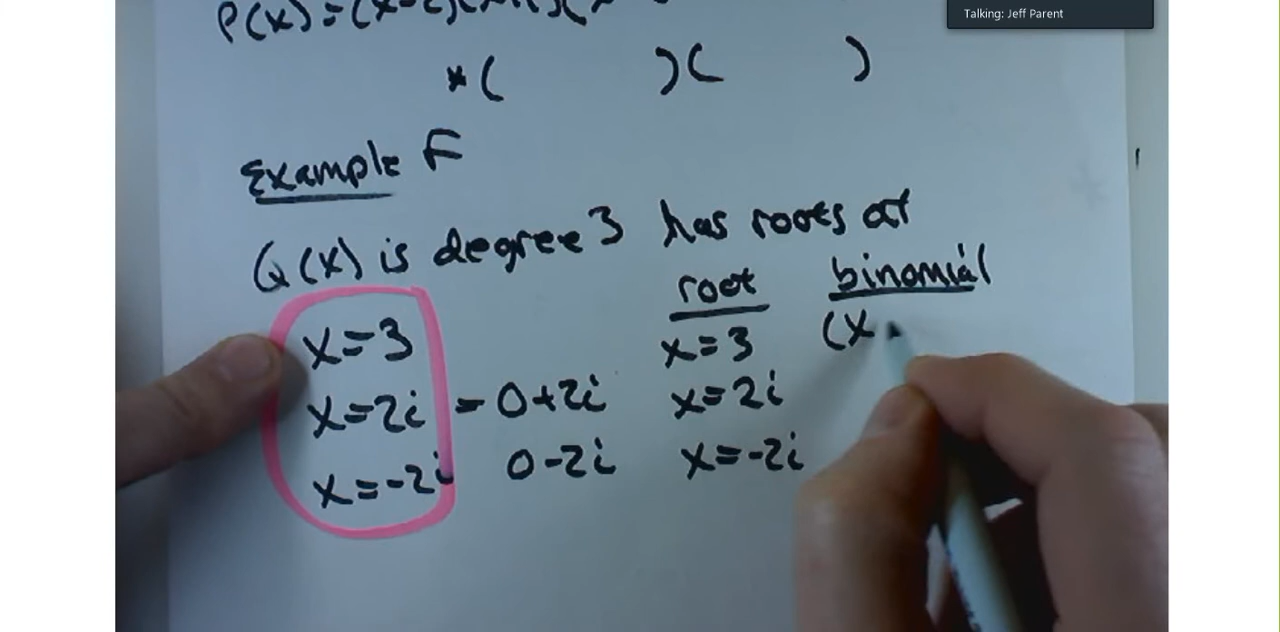 Talking: Jeff Parent
P(x)=(x-2)(
*( )( )
Example F
Q(x) is degree 3 has roots at
root binomial
x=3 x=3 (x
x=2i = 0+2i x=2i
x=-2i 0-2i x=-2i